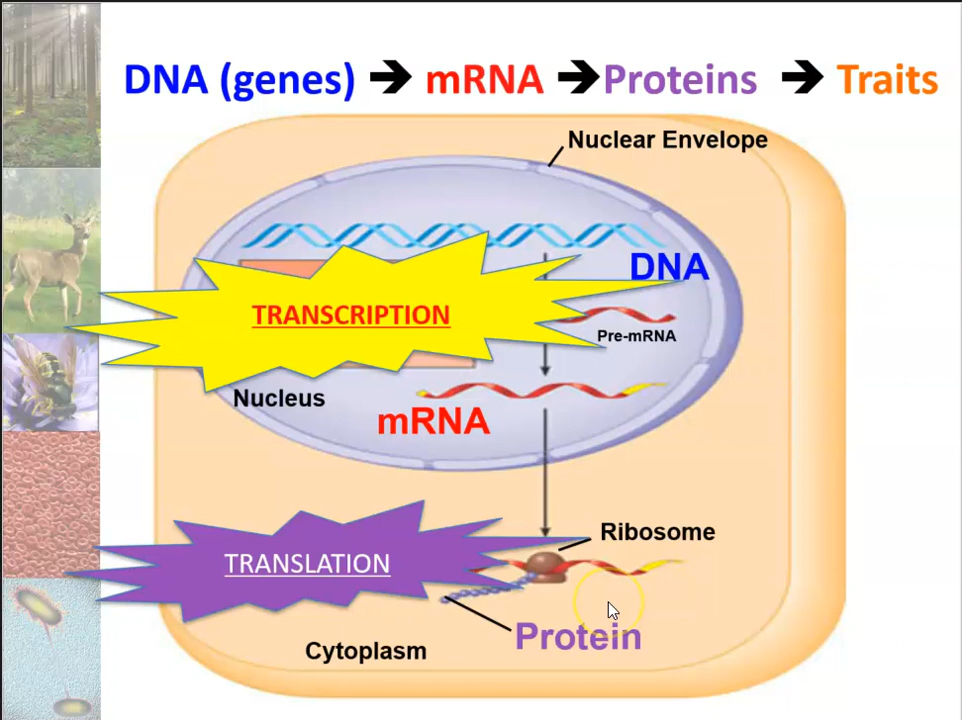 DNA (genes) ➔ mRNA ➔Proteins ➔ Traits
Nuclear Envelope
DNA
TRANSCRIPTION
Pre-mRNA
Nucleus
mRNA
Ribosome
TRANSLATION
Protein
Cytoplasm